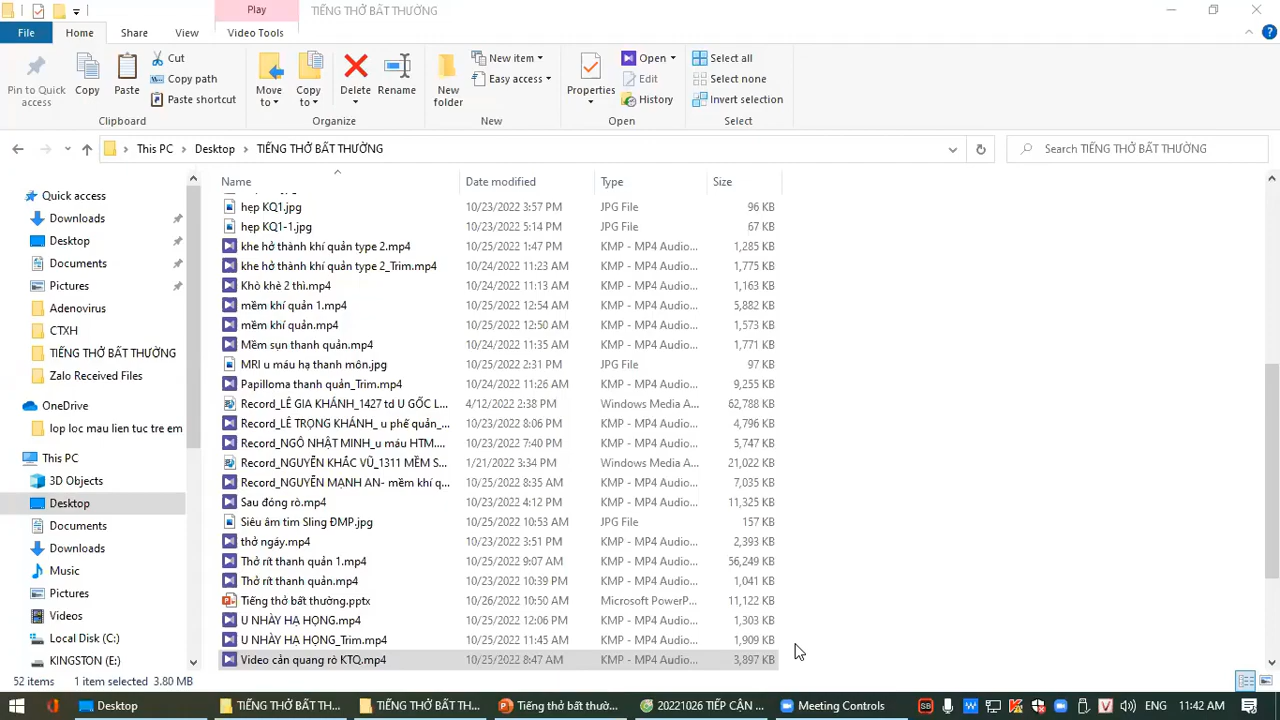 Play
TIẾNG THỞ BẤT THƯỜNG
File
Home
Share
View
Video Tools
Pin to Quick access
Copy
Paste
Cut
Copy path
Paste shortcut
Clipboard
Move to
Copy to
Delete
Rename
Organize
New folder
New item
Easy access
New
Properties
Open
Edit
History
Open
Select all
Select none
Invert selection
Select
This PC > Desktop > TIẾNG THỞ BẤT THƯỜNG
Search TIẾNG THỞ BẤT THƯỜNG
Quick access
Downloads
Desktop
Documents
Pictures
Adenovirus
CTXH
TIẾNG THỞ BẤT THƯỜNG
Zalo Received Files
OneDrive
lop loc mau lien tuc tre em
This PC
3D Objects
Desktop
Documents
Downloads
Music
Pictures
Videos
Local Disk (C:)
KINGSTON (E:)
Name Date modified Type Size
hẹp KQ1.jpg 10/23/2022 3:57 PM JPG File 96 KB
hẹp KQ1-1.jpg 10/23/2022 5:14 PM JPG File 67 KB
khe hở thành khí quản type 2.mp4 10/25/2022 1:47 PM KMP - MP4 Audio... 1,285 KB
khe hở thành khí quản type 2_Trim.mp4 10/24/2022 11:23 AM KMP - MP4 Audio... 1,775 KB
Khò khè 2 thì.mp4 10/24/2022 11:13 AM KMP - MP4 Audio... 1,163 KB
mềm khí quản 1.mp4 10/25/2022 12:54 AM KMP - MP4 Audio... 5,882 KB
mềm khí quản.mp4 10/25/2022 12:50 AM KMP - MP4 Audio... 1,573 KB
Mềm sụn thanh quản.mp4 10/24/2022 11:35 AM KMP - MP4 Audio... 1,771 KB
MRI u máu hạ thanh môn.jpg 10/25/2022 2:31 PM JPG File 97 KB
Papilloma thanh quản_Trim.mp4 10/24/2022 11:26 AM KMP - MP4 Audio... 9,255 KB
Record_LÊ GIA KHÁNH_1427 td U GỐC L... 4/12/2022 2:38 PM Windows Media A... 62,788 KB
Record_LÊ TRỌNG KHÁNH_ u phế quản_... 10/23/2022 8:06 PM KMP - MP4 Audio... 4,796 KB
Record_NGÔ NHẬT MINH_u máu HTM.... 10/23/2022 7:40 PM KMP - MP4 Audio... 5,747 KB
Record_NGUYỄN KHẮC VŨ_1311 MỀM S... 1/21/2022 3:34 PM Windows Media A... 21,022 KB
Record_NGUYỄN MẠNH AN- mềm khí q... 10/25/2022 8:35 AM KMP - MP4 Audio... 7,035 KB
Sau đóng rò.mp4 10/23/2022 4:12 PM KMP - MP4 Audio... 11,325 KB
Siêu âm tim Sling ĐMP.jpg 10/25/2022 10:53 AM JPG File 157 KB
thở ngáy.mp4 10/23/2022 3:51 PM KMP - MP4 Audio... 2,393 KB
Thở rít thanh quản 1.mp4 10/25/2022 9:07 AM KMP - MP4 Audio... 56,249 KB
Thở rít thanh quản.mp4 10/23/2022 10:39 PM KMP - MP4 Audio... 1,041 KB
Tiếng thở bất thường.pptx 10/26/2022 10:50 AM Microsoft PowerP... 11,122 KB
U NHÀY HẠ HỌNG.mp4 10/25/2022 12:06 PM KMP - MP4 Audio... 1,303 KB
U NHÀY HẠ HỌNG_Trim.mp4 10/25/2022 11:45 AM KMP - MP4 Audio... 1,909 KB
Video cản quang rò KTQ.mp4 10/25/2022 8:47 AM KMP - MP4 Audio... 3,897 KB
52 items 1 item selected 3.80 MB
Desktop
TIẾNG THỞ BẤT TH...
TIẾNG THỞ BẤT TH...
Tiếng thở bất thườ...
20221026 TIẾP CẬN ...
Meeting Controls
ENG 11:42 AM